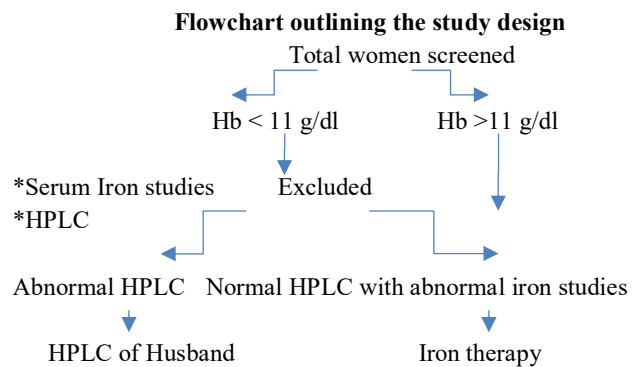 Flowchart outlining the study design
Total women screened
Hb < 11 g/dl Hb >11 g/dl
*Serum Iron studies Excluded
*HPLC
Abnormal HPLC Normal HPLC with abnormal iron studies
HPLC of Husband Iron therapy